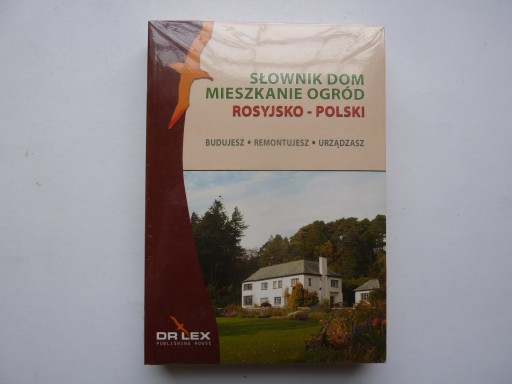 SŁOWNIK DOM
MIESZKANIE OGRÓD
ROSYJSKO - POLSKI
BUDUJESZ • REMONTUJESZ • URZĄDZASZ
DR LEX
PUBLISHING HOUSE